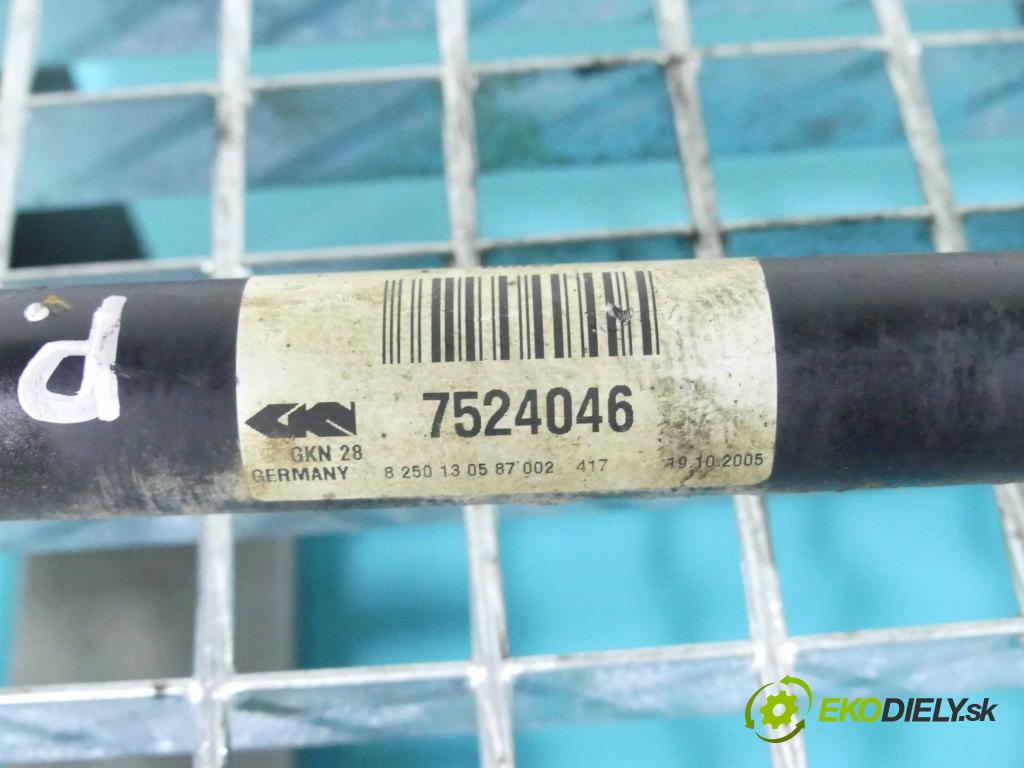 p
GKN
7524046
GKN 28
GERMANY
8 250 13 05 87 002 417 19.10.2005
EKODIELY.sk